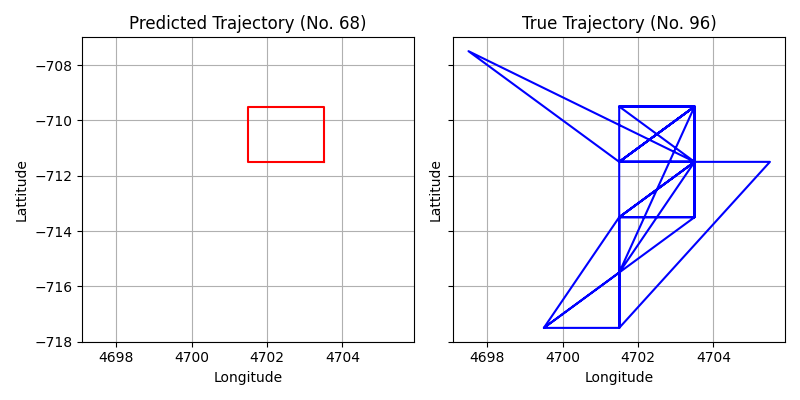 Predicted Trajectory (No. 68)
True Trajectory (No. 96)
Lattitude
−708
−710
−712
−714
−716
−718
4698
4700
4702
4704
Longitude
Lattitude
4698
4700
4702
4704
Longitude